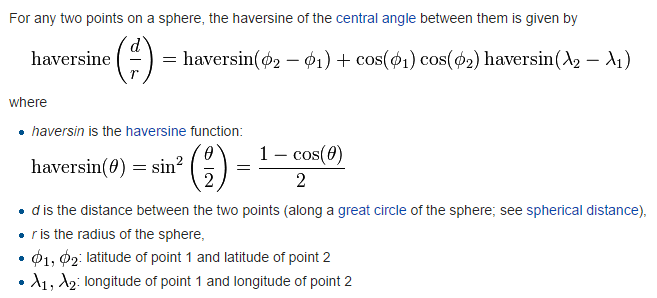 For any two points on a sphere, the haversine of the central angle between them is given by
haversine (d/r) = haversin(ϕ₂ − ϕ₁) + cos(ϕ₁) cos(ϕ₂) haversin(λ₂ − λ₁)
where
• haversin is the haversine function:
haversin(θ) = sin² (θ/2) = (1 − cos(θ))/2
• d is the distance between the two points (along a great circle of the sphere; see spherical distance),
• r is the radius of the sphere,
• ϕ₁, ϕ₂: latitude of point 1 and latitude of point 2
• λ₁, λ₂: longitude of point 1 and longitude of point 2